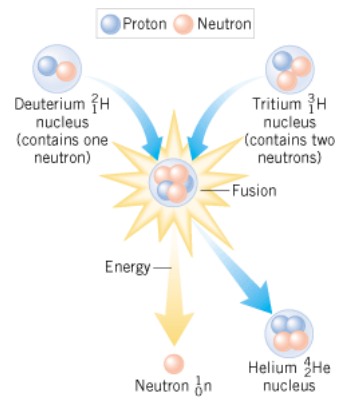 Proton Neutron
Deuterium ²₁H
nucleus
(contains one
neutron)
Tritium ³₁H
nucleus
(contains two
neutrons)
Fusion
Energy
Neutron ¹₀n
Helium ⁴₂He
nucleus